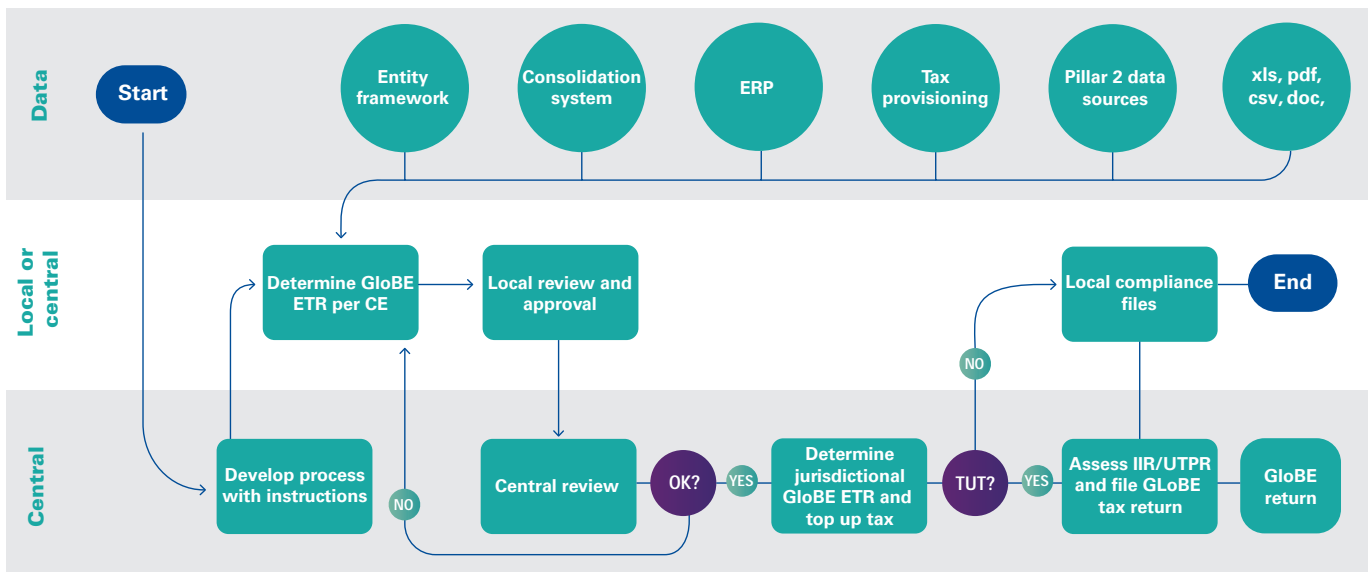 Data
Start
Entity
framework
Consolidation
system
ERP
Tax
provisioning
Pillar 2 data
sources
xls, pdf,
csv, doc,
Local or
central
Determine GloBE
ETR per CE
Local review and
approval
Local compliance
files
End
NO
Central
Develop process
with instructions
NO
Central review
OK?
YES
Determine
jurisdictional
GloBE ETR and
top up tax
TUT?
YES
Assess IIR/UTPR
and file GLoBE
tax return
GloBE
return